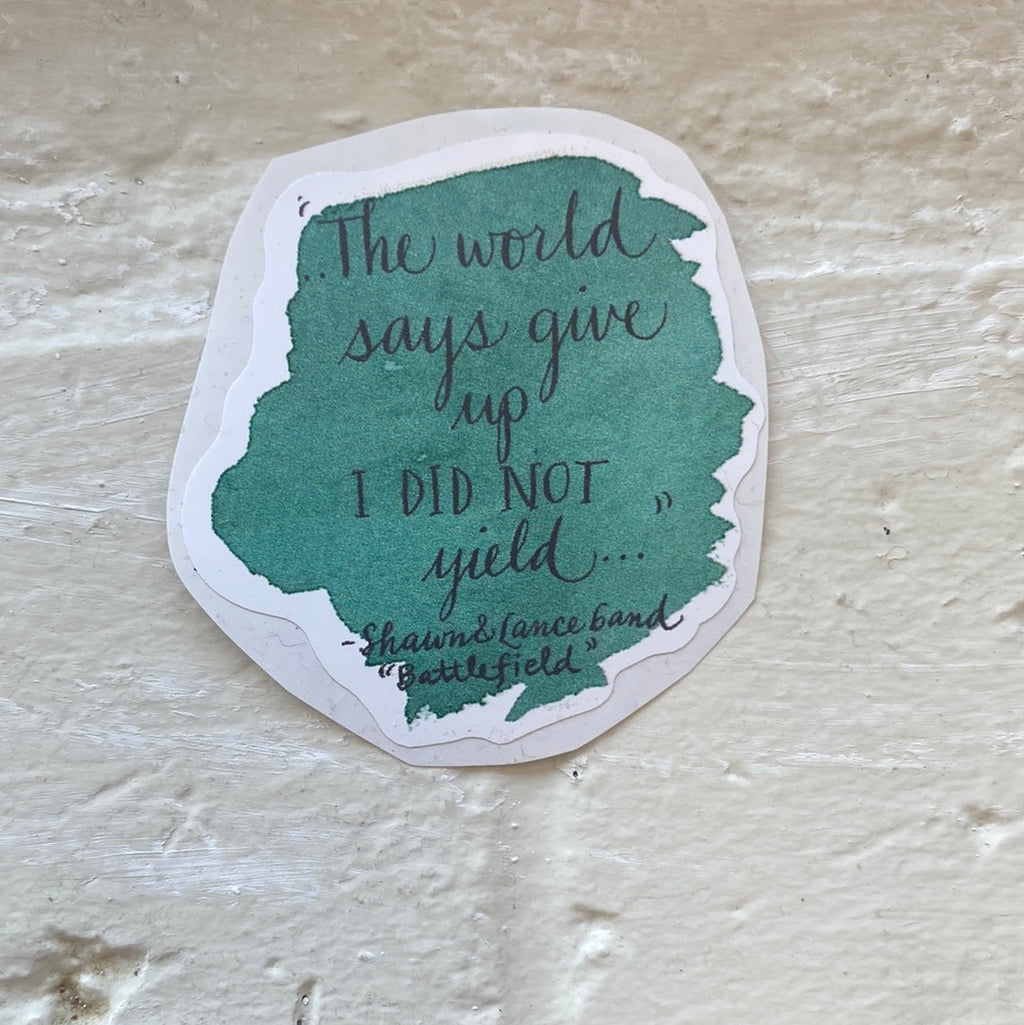 "..The world
says give
up
I DID NOT
yield..."
-Shawn& Lance band
"Battlefield"